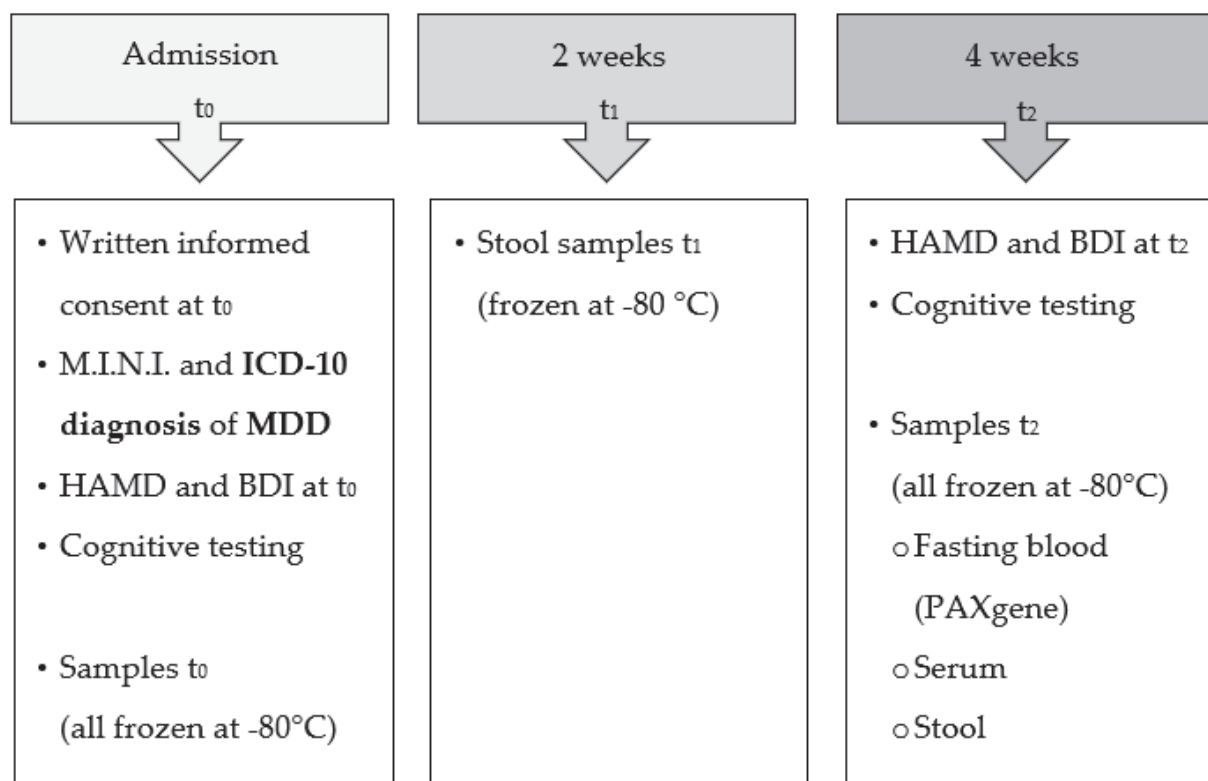 Admission
t0
2 weeks
t1
4 weeks
t2
• Written informed
consent at t0
• M.I.N.I. and ICD-10
diagnosis of MDD
• HAMD and BDI at t0
• Cognitive testing
• Samples t0
(all frozen at -80°C)
• Stool samples t1
(frozen at -80 °C)
• HAMD and BDI at t2
• Cognitive testing
• Samples t2
(all frozen at -80°C)
o Fasting blood
(PAXgene)
o Serum
o Stool